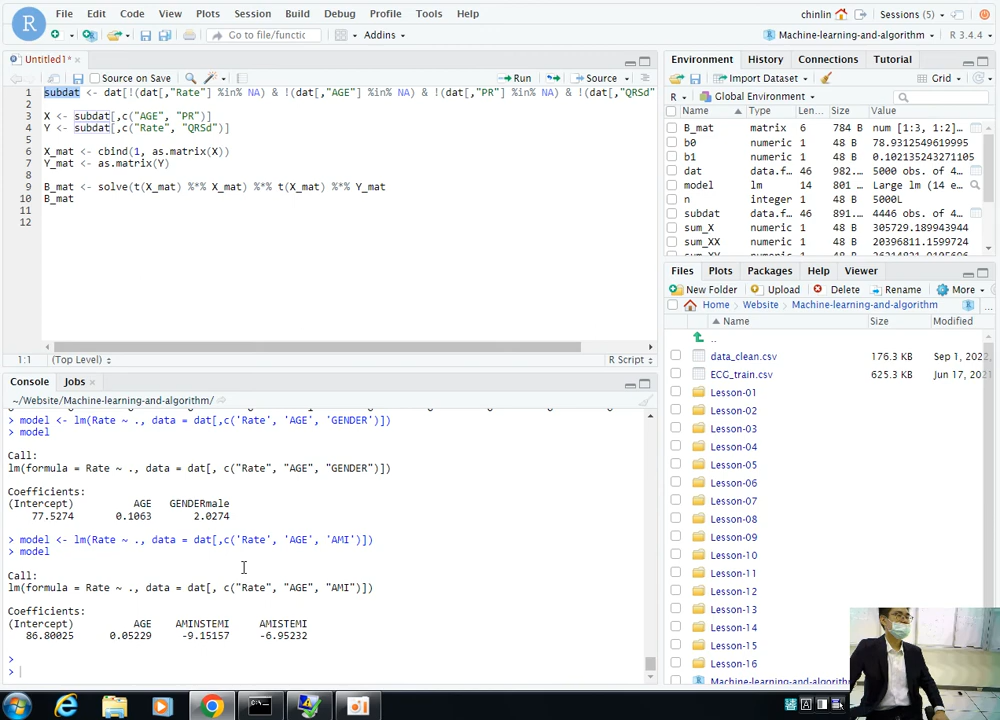 File Edit Code View Plots Session Build Debug Profile Tools Help
chinlin Sessions (5)
Go to file/functic Addins
Machine-learning-and-algorithm R 3.4.4
Untitled1*
Source on Save Run Source
1 subdat <- dat[!(dat[,"Rate"] %in% NA) & !(dat[,"AGE"] %in% NA) & !(dat[,"PR"] %in% NA) & !(dat[,"QRSd"
2
3 X <- subdat[,c("AGE", "PR")]
4 Y <- subdat[,c("Rate", "QRSd")]
5
6 X_mat <- cbind(1, as.matrix(X))
7 Y_mat <- as.matrix(Y)
8
9 B_mat <- solve(t(X_mat) %*% X_mat) %*% t(X_mat) %*% Y_mat
10 B_mat
11
12
1:1 (Top Level) R Script
Console Jobs
~/Website/Machine-learning-and-algorithm/
> model <- lm(Rate ~ ., data = dat[,c('Rate', 'AGE', 'GENDER')])
> model
Call:
lm(formula = Rate ~ ., data = dat[, c("Rate", "AGE", "GENDER")])
Coefficients:
(Intercept) AGE GENDERmale
77.5274 0.1063 2.0274
> model <- lm(Rate ~ ., data = dat[,c('Rate', 'AGE', 'AMI')])
> model
Call:
lm(formula = Rate ~ ., data = dat[, c("Rate", "AGE", "AMI")])
Coefficients:
(Intercept) AGE AMINSTEMI AMISTEMI
86.80025 0.05229 -9.15157 -6.95232
>
>
Environment History Connections Tutorial
Import Dataset Grid
R Global Environment
Name Type Len... Size Value
B_mat matrix 6 784 B num [1:3, 1:2]...
b0 numeric 1 48 B 78.9312549619995
b1 numeric 1 48 B 0.102135243271105
dat data.f... 46 982... 5000 obs. of 4...
model lm 14 801 ... Large lm (14 e...
n integer 1 48 B 5000L
subdat data.f... 46 891... 4446 obs. of 4...
sum_X numeric 1 48 B 305729.189943944
sum_XX numeric 1 48 B 20396811.1599724
Files Plots Packages Help Viewer
New Folder Upload Delete Rename More
Home Website Machine-learning-and-algorithm
Name Size Modified
..
data_clean.csv 176.3 KB Sep 1, 2022,
ECG_train.csv 625.3 KB Jun 17, 2021
Lesson-01
Lesson-02
Lesson-03
Lesson-04
Lesson-05
Lesson-06
Lesson-07
Lesson-08
Lesson-09
Lesson-10
Lesson-11
Lesson-12
Lesson-13
Lesson-14
Lesson-15
Lesson-16
Machine-learning-and-algorithm